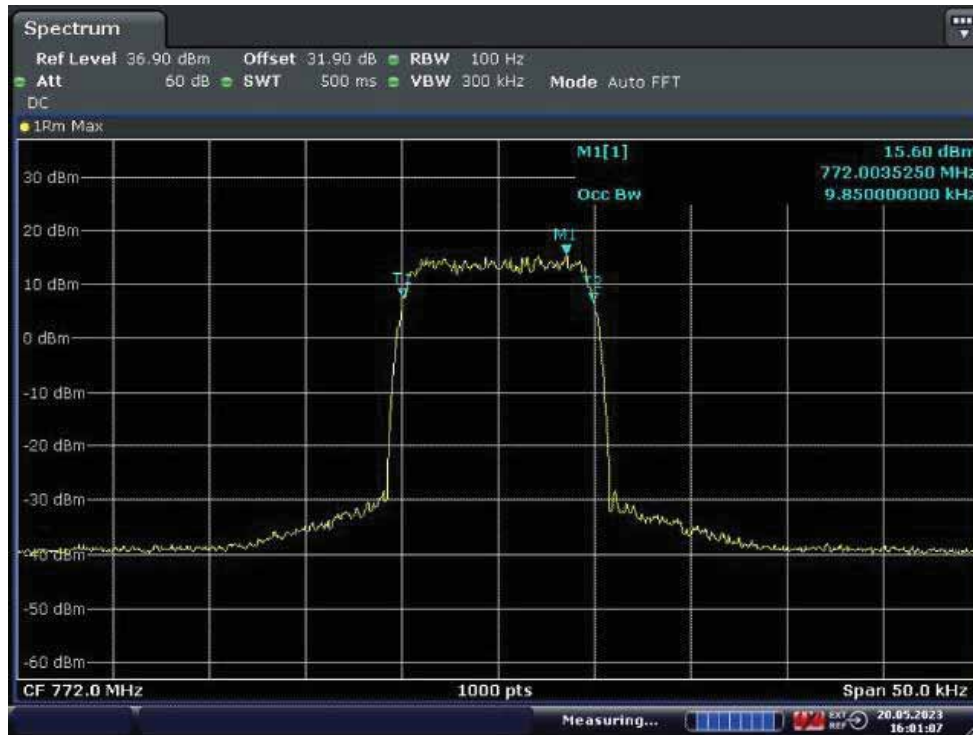 Spectrum
Ref Level 36.90 dBm Offset 31.90 dB RBW 100 Hz
Att 60 dB SWT 500 ms VBW 300 kHz Mode Auto FFT
DC
1Rm Max
M1[1] 15.60 dBm
772.0035250 MHz
Occ Bw 9.850000000 kHz
30 dBm
20 dBm
M1
10 dBm
T1
T2
0 dBm
-10 dBm
-20 dBm
-30 dBm
-40 dBm
-50 dBm
-60 dBm
CF 772.0 MHz 1000 pts Span 50.0 kHz
Measuring... EXT REF 20.05.2023
16:01:07